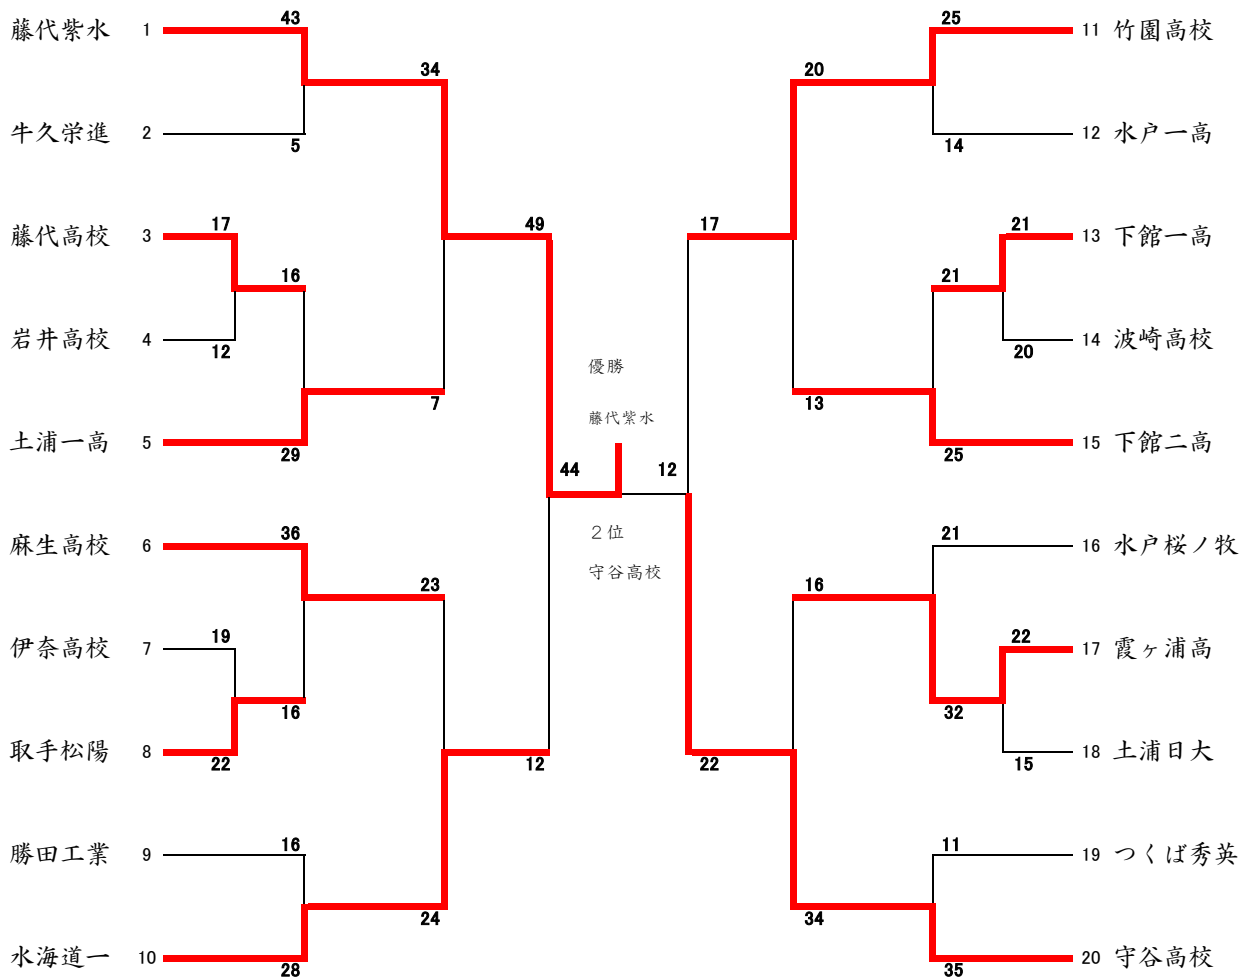 43
25
藤代紫水 1
11 竹園高校
34
20
牛久栄進 2
5
14
12 水戸一高
17
49
17
21
藤代高校 3
13 下館一高
16
21
岩井高校 4
12
20
14 波崎高校
優勝
7
13
藤代紫水
土浦一高 5
29
25
15 下館二高
44
12
36
２位
21
麻生高校 6
16 水戸桜ノ牧
守谷高校
23
16
伊奈高校 7
19
22
17 霞ヶ浦高
16
32
取手松陽 8
22
12
22
15
18 土浦日大
16
11
勝田工業 9
19 つくば秀英
24
34
水海道一 10
28
35
20 守谷高校